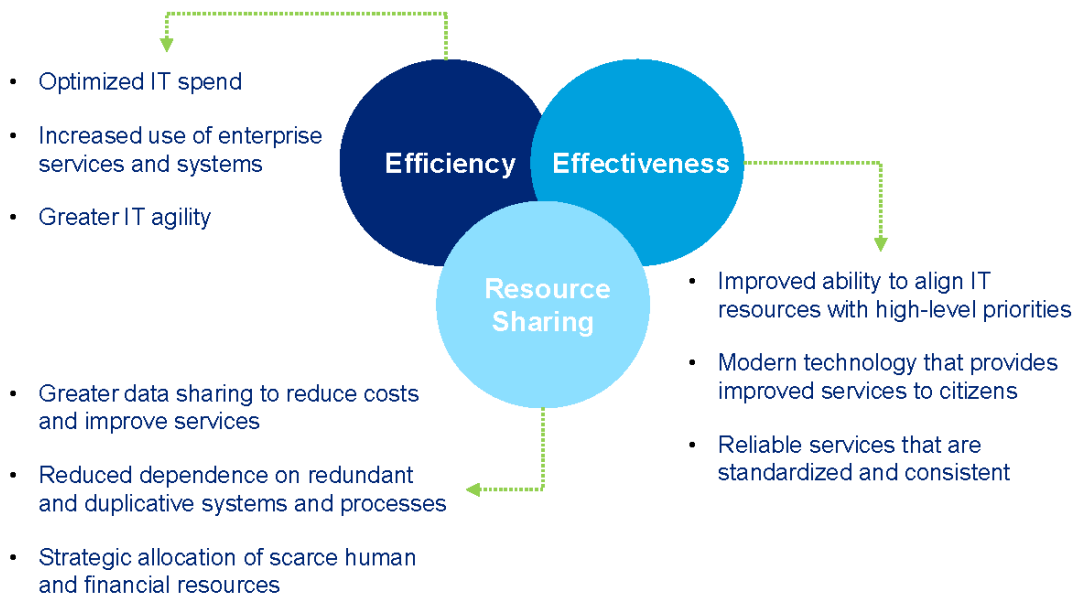 • Optimized IT spend
• Increased use of enterprise
services and systems
• Greater IT agility
Efficiency
Effectiveness
Resource
Sharing
• Improved ability to align IT
resources with high-level priorities
• Modern technology that provides
improved services to citizens
• Reliable services that are
standardized and consistent
• Greater data sharing to reduce costs
and improve services
• Reduced dependence on redundant
and duplicative systems and processes
• Strategic allocation of scarce human
and financial resources